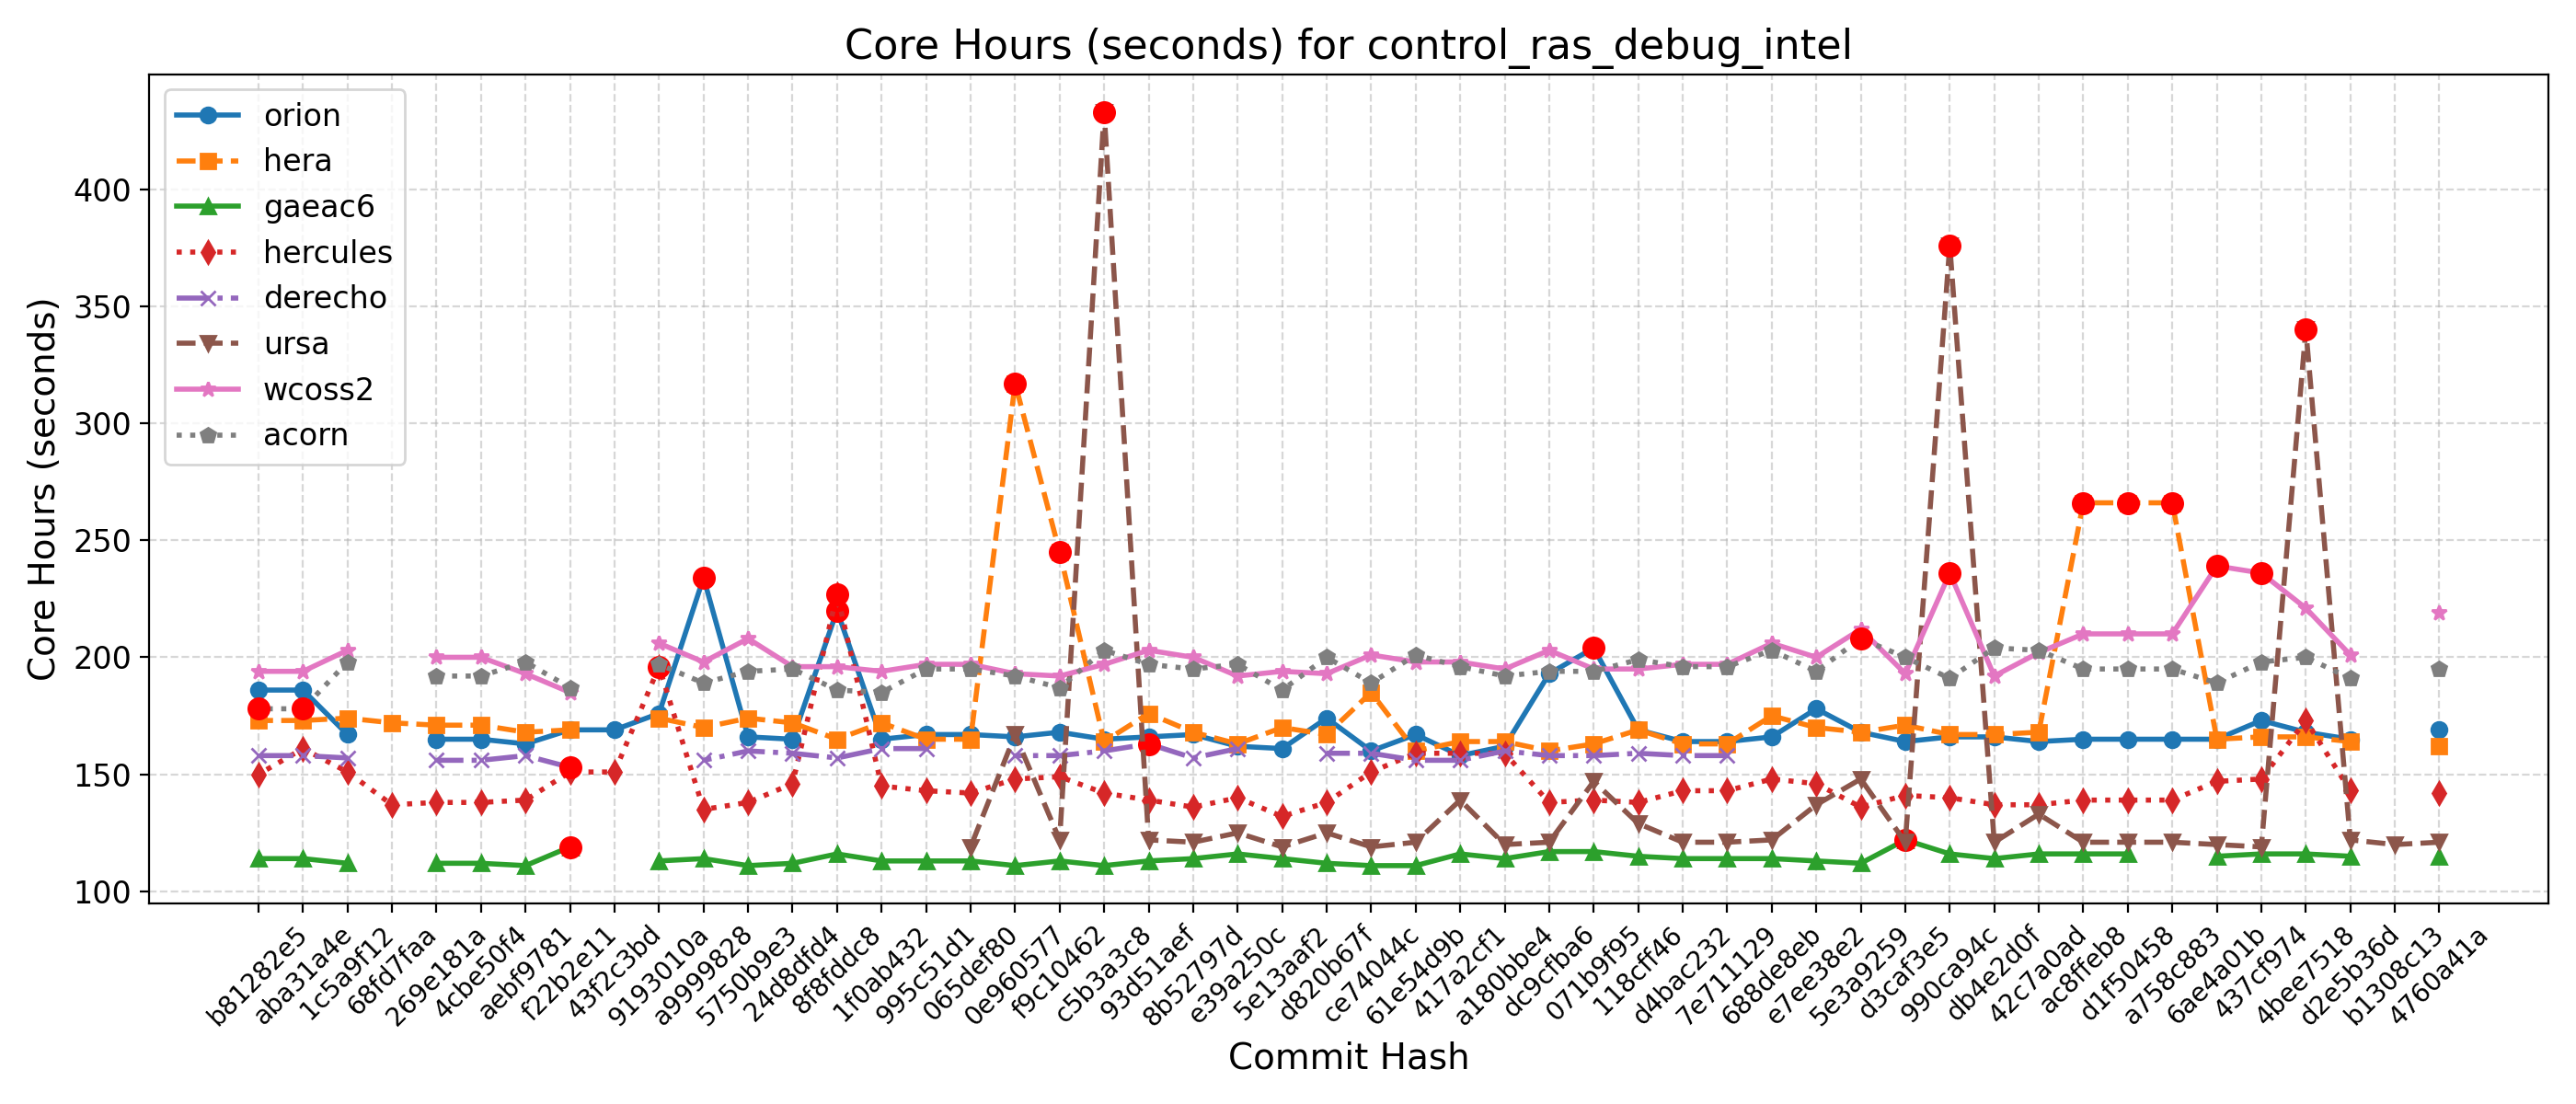 Core Hours (seconds) for control_ras_debug_intel
orion
hera
gaeac6
hercules
derecho
ursa
wcoss2
acorn
Core Hours (seconds)
400
350
300
250
200
150
100
b81282e5
aba31a4e
1c5a9f12
68fd7faa
269e181a
4cbe50f4
aebf9781
f22b2e11
43f2c3bd
9193010a
a9999828
5750b9e3
24d8dfd4
8f8fddc8
1f0ab432
995c51d1
065def80
0e960577
f9c10462
c5b3a3c8
93d51aef
8b52797d
e39a250c
5e13aaf2
d820b67f
ce74044c
61e54d9b
417a2cf1
a180bbe4
dc9cfba6
071b9f95
118cff46
d4bac232
7e711129
688de8eb
e7ee38e2
5e3a9259
d3caf3e5
990ca94c
db4e2d0f
42c7a0ad
ac8ffeb8
d1f50458
a758c883
6ae4a01b
437cf974
4bee7518
d2e5b36d
b1308c13
4760a41a
Commit Hash